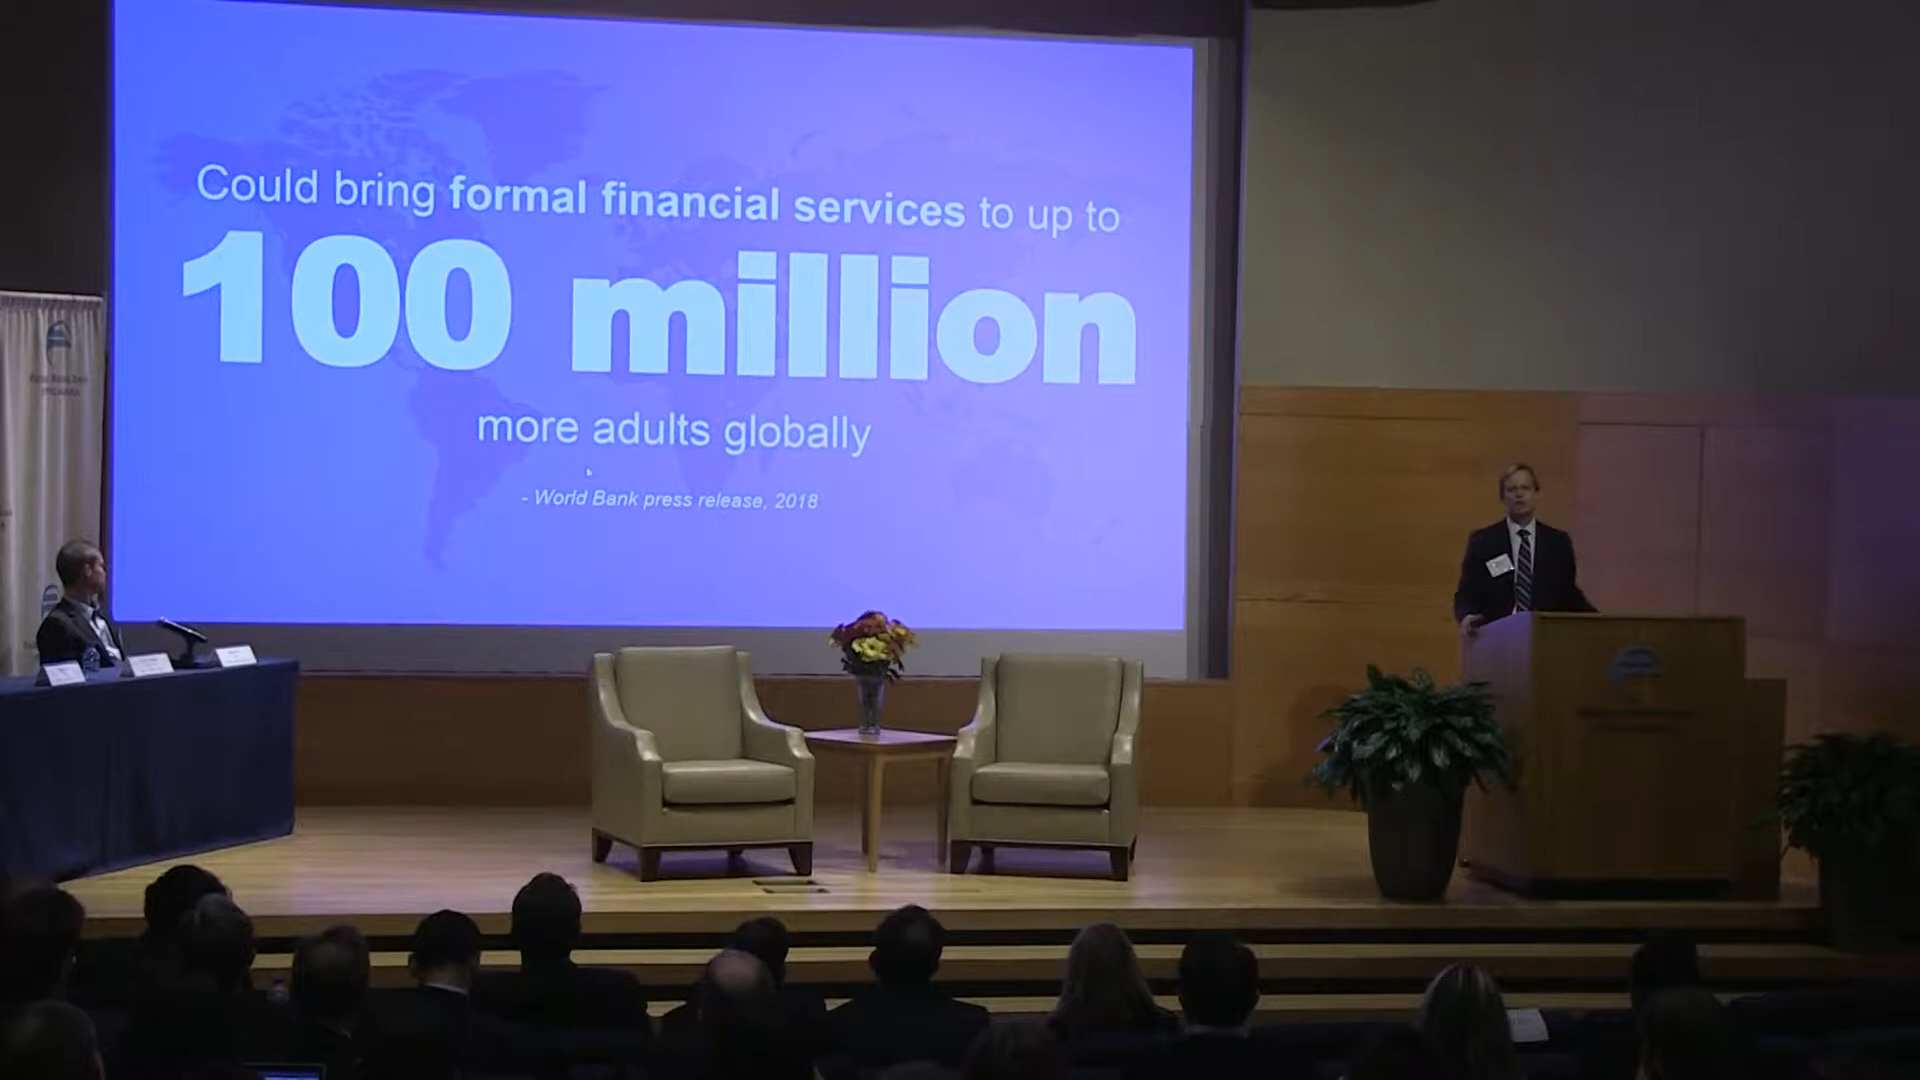 Could bring formal financial services to up to
100 million
more adults globally
- World Bank press release, 2018